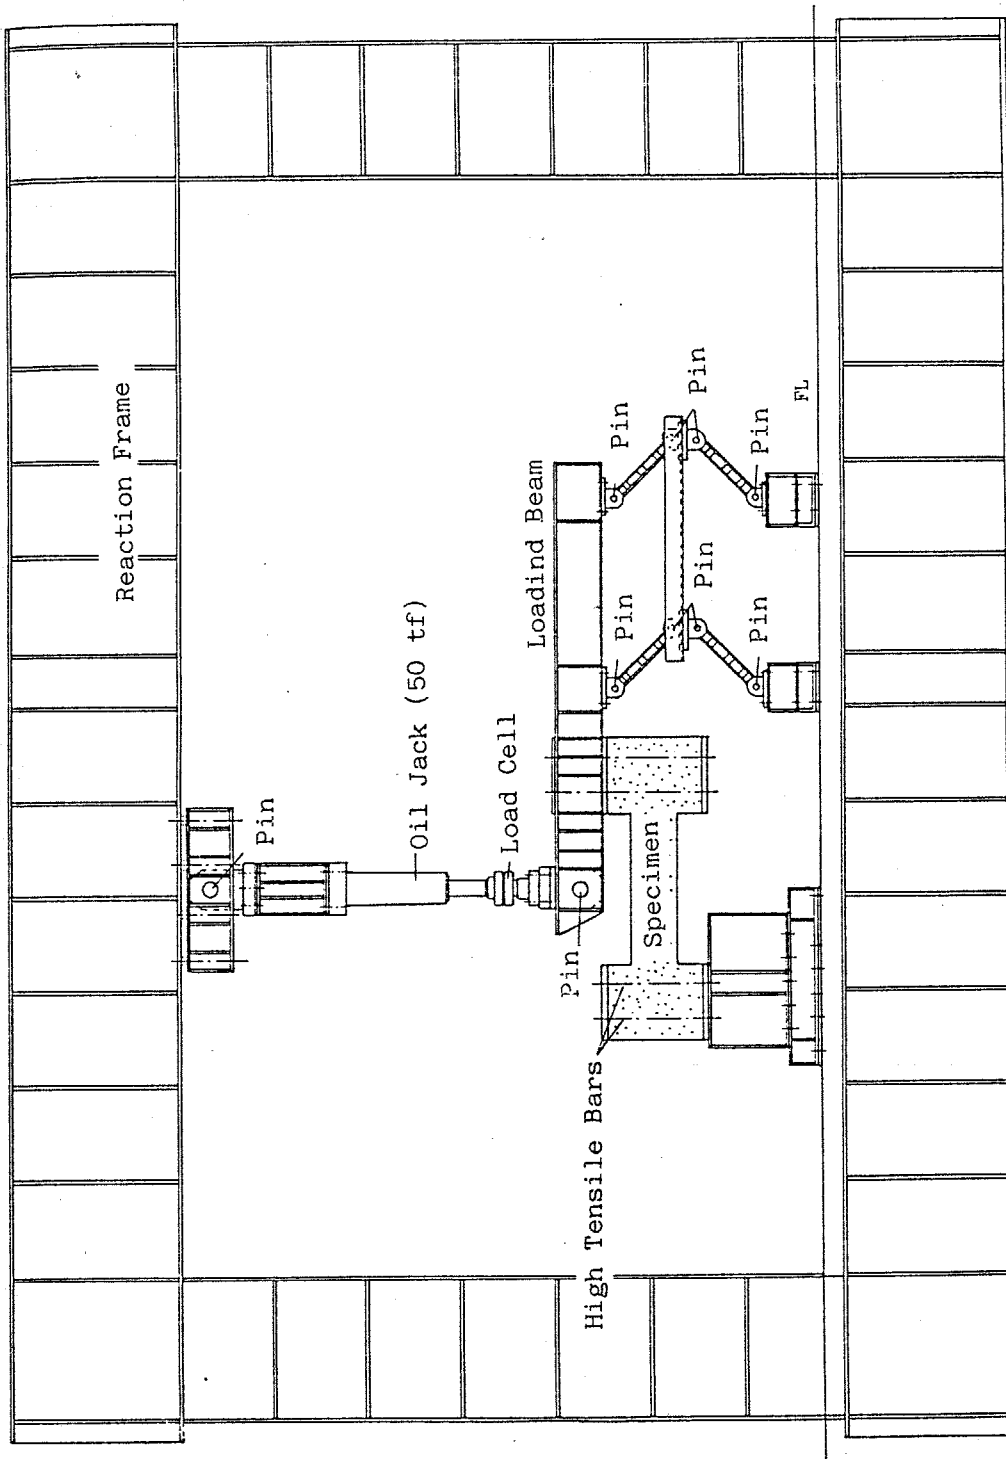 Reaction Frame
Pin
Oil Jack (50 tf)
Load Cell
Loadind Beam
Pin
Pin
Pin
Pin
Pin
Pin
Pin
Specimen
High Tensile Bars
FL